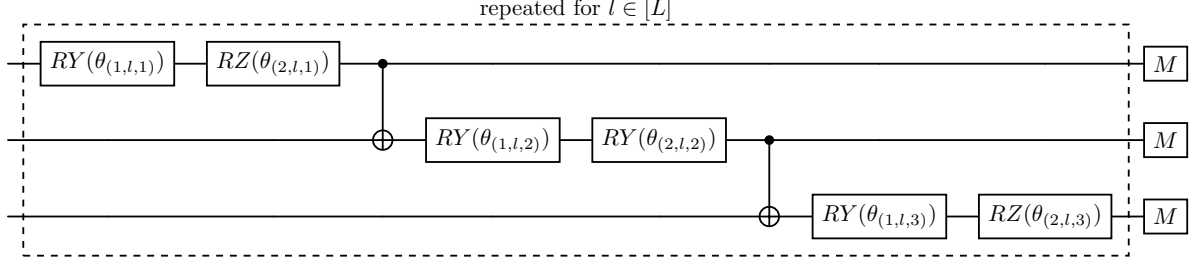 repeated for l ∈ [L]
RY(θ(1,l,1)) RZ(θ(2,l,1)) M
RY(θ(1,l,2)) RY(θ(2,l,2)) M
RY(θ(1,l,3)) RZ(θ(2,l,3)) M